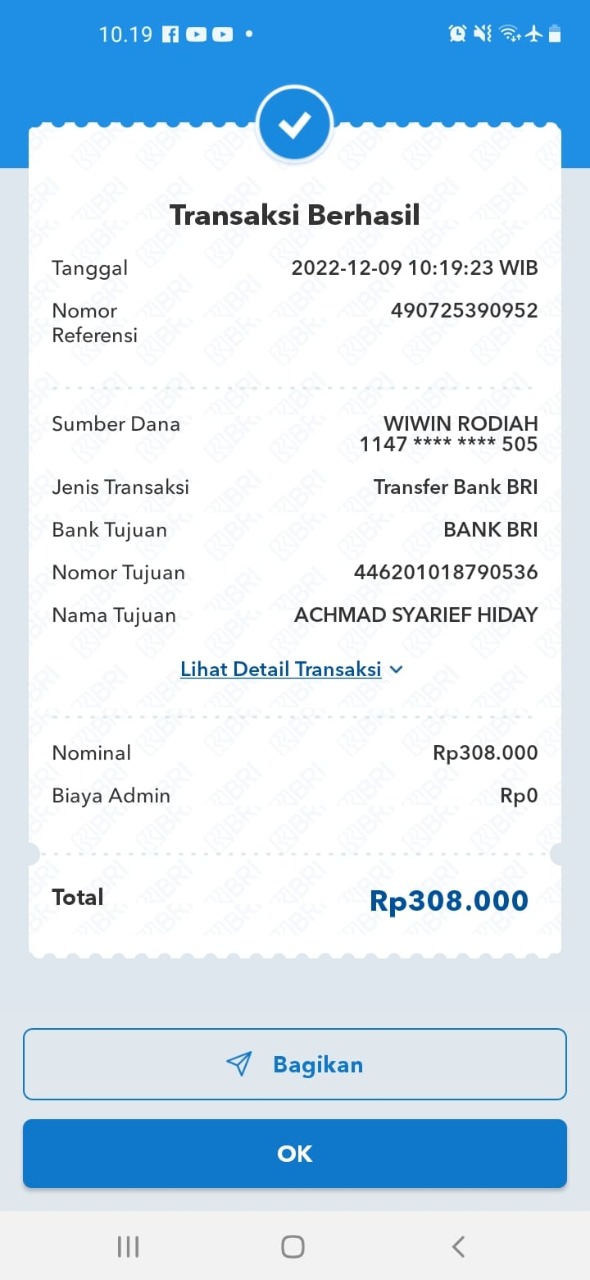 10.19
Transaksi Berhasil
Tanggal 2022-12-09 10:19:23 WIB
Nomor Referensi 490725390952
Sumber Dana WIWIN RODIAH
1147 **** **** 505
Jenis Transaksi Transfer Bank BRI
Bank Tujuan BANK BRI
Nomor Tujuan 446201018790536
Nama Tujuan ACHMAD SYARIEF HIDAY
Lihat Detail Transaksi
Nominal Rp308.000
Biaya Admin Rp0
Total Rp308.000
Bagikan
OK